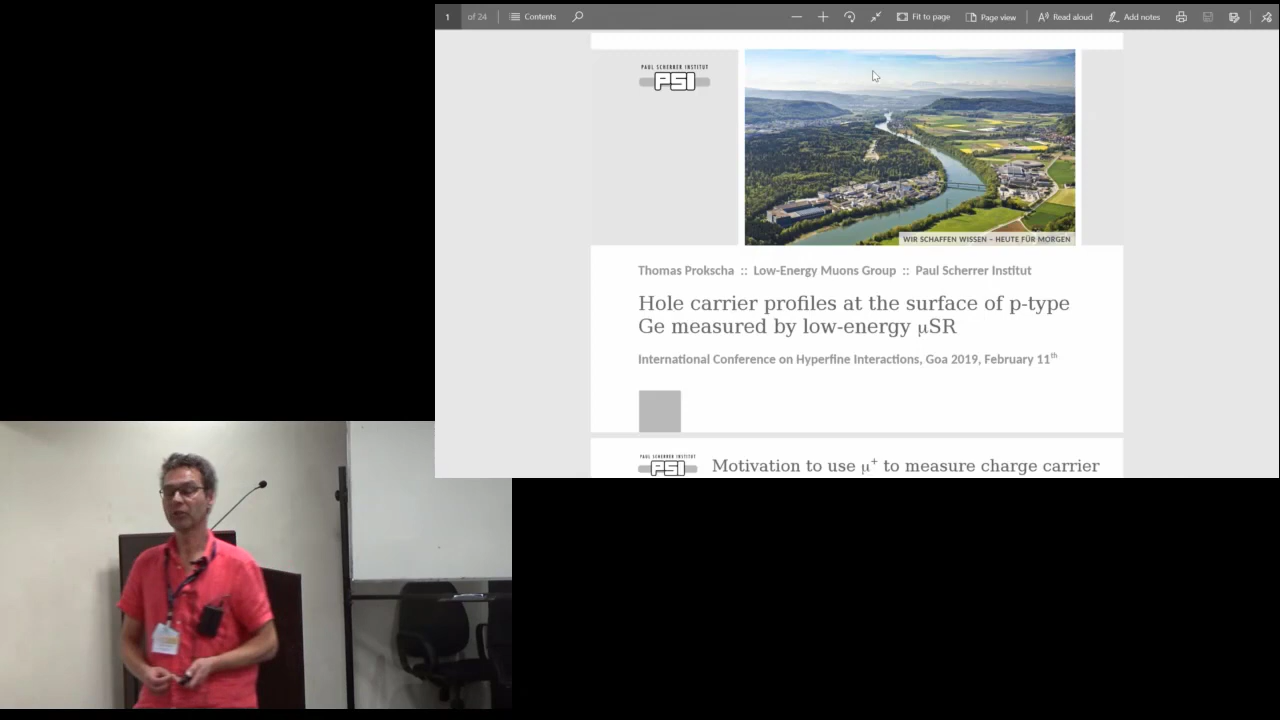 1 of 24 Contents Fit to page Page view Read aloud Add notes
PAUL SCHERRER INSTITUT
PSI
WIR SCHAFFEN WISSEN – HEUTE FÜR MORGEN
Thomas Prokscha :: Low-Energy Muons Group :: Paul Scherrer Institut
Hole carrier profiles at the surface of p-type
Ge measured by low-energy μSR
International Conference on Hyperfine Interactions, Goa 2019, February 11th
PAUL SCHERRER INSTITUT
PSI
Motivation to use μ+ to measure charge carrier